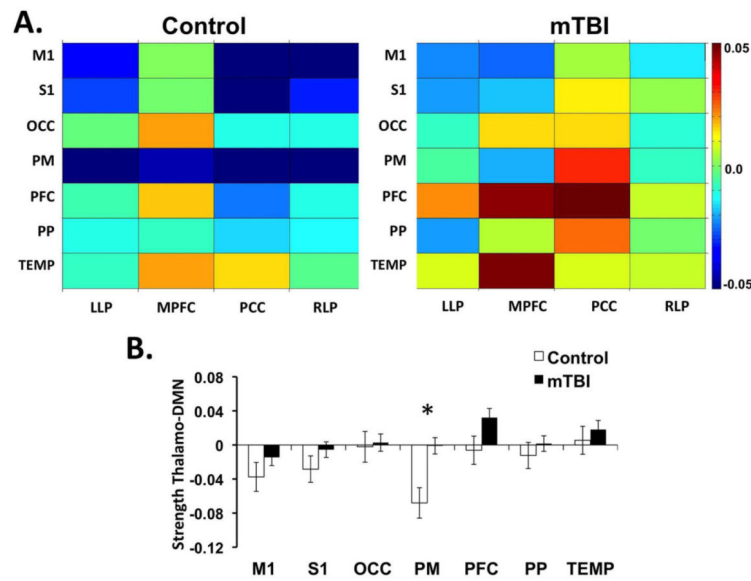 A.
Control
mTBI
M1
S1
OCC
PM
PFC
PP
TEMP
LLP MPFC PCC RLP
M1
S1
OCC
PM
PFC
PP
TEMP
LLP MPFC PCC RLP
0.05
0.0
-0.05
B.
Control
mTBI
Strength Thalamo-DMN
0.08
0.04
0
-0.04
-0.08
-0.12
*
M1 S1 OCC PM PFC PP TEMP